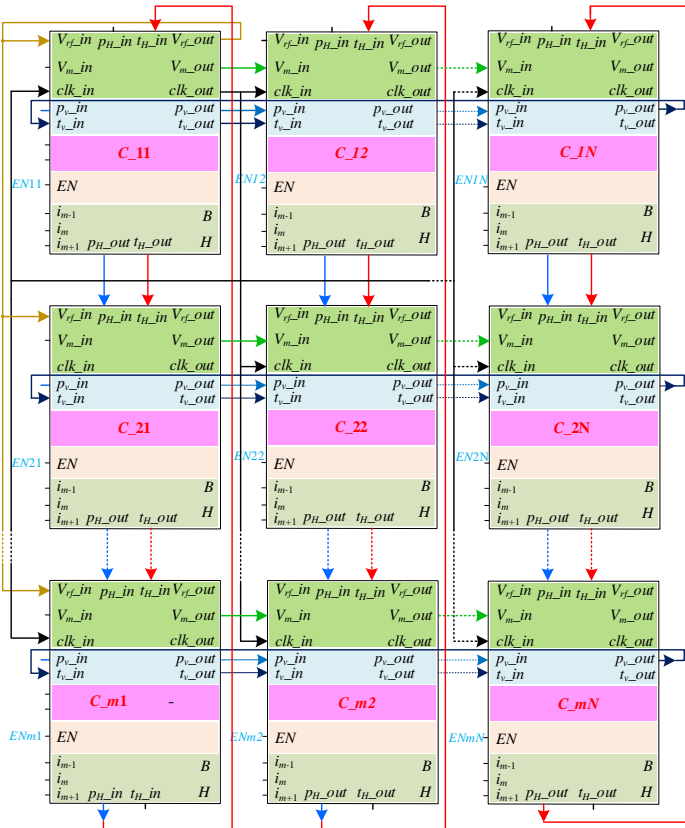 V_rf_in p_H_in t_H_in V_rf_out
V_m_in V_m_out
clk_in clk_out
p_v_in p_v_out
t_v_in t_v_out
C_11
EN11 EN
i_m-1 B
i_m
i_m+1 p_H_out t_H_out H
V_rf_in p_H_in t_H_in V_rf_out
V_m_in V_m_out
clk_in clk_out
p_v_in p_v_out
t_v_in t_v_out
C_12
EN12 EN
i_m-1 B
i_m
i_m+1 p_H_out t_H_out H
V_rf_in p_H_in t_H_in V_rf_out
V_m_in V_m_out
clk_in clk_out
p_v_in p_v_out
t_v_in t_v_out
C_1N
EN1N EN
i_m-1 B
i_m
i_m+1 p_H_out t_H_out H
V_rf_in p_H_in t_H_in V_rf_out
V_m_in V_m_out
clk_in clk_out
p_v_in p_v_out
t_v_in t_v_out
C_21
EN21 EN
i_m-1 B
i_m
i_m+1 p_H_out t_H_out H
V_rf_in p_H_in t_H_in V_rf_out
V_m_in V_m_out
clk_in clk_out
p_v_in p_v_out
t_v_in t_v_out
C_22
EN22 EN
i_m-1 B
i_m
i_m+1 p_H_out t_H_out H
V_rf_in p_H_in t_H_in V_rf_out
V_m_in V_m_out
clk_in clk_out
p_v_in p_v_out
t_v_in t_v_out
C_2N
EN2N EN
i_m-1 B
i_m
i_m+1 p_H_out t_H_out H
V_rf_in p_H_in t_H_in V_rf_out
V_m_in V_m_out
clk_in clk_out
p_v_in p_v_out
t_v_in t_v_out
C_m1 -
ENm1 EN
i_m-1 B
i_m
i_m+1 p_H_in t_H_in H
V_rf_in p_H_in t_H_in V_rf_out
V_m_in V_m_out
clk_in clk_out
p_v_in p_v_out
t_v_in t_v_out
C_m2
ENm2 EN
i_m-1 B
i_m
i_m+1 p_H_out t_H_out H
V_rf_in p_H_in t_H_in V_rf_out
V_m_in V_m_out
clk_in clk_out
p_v_in p_v_out
t_v_in t_v_out
C_mN
ENmN EN
i_m-1 B
i_m
i_m+1 p_H_out t_H_out H